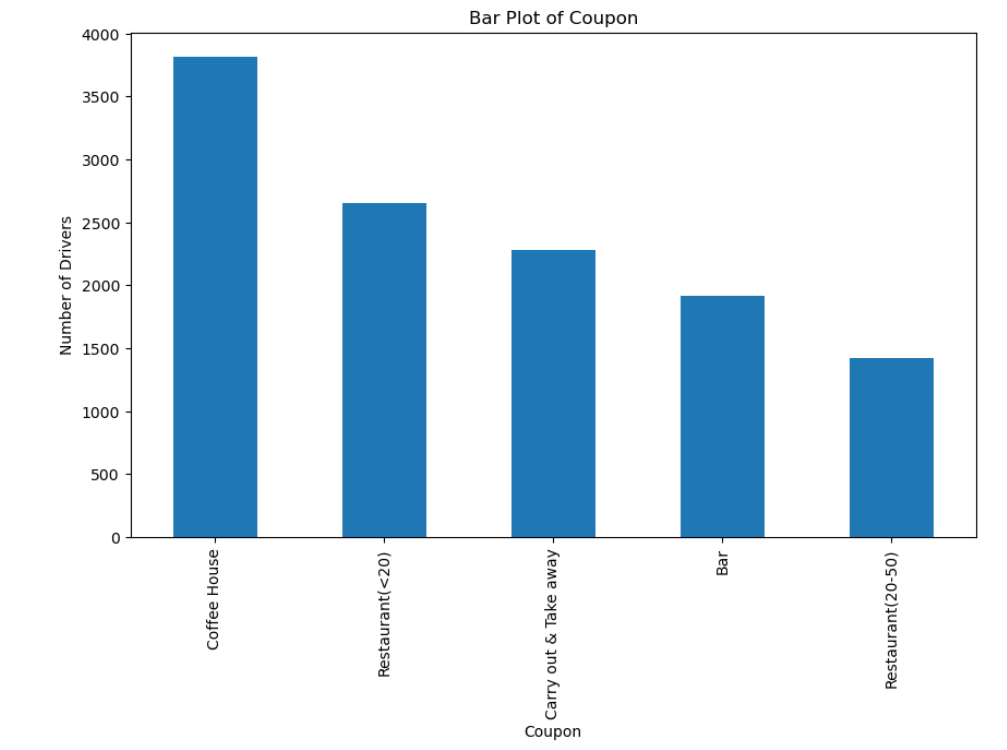 Bar Plot of Coupon
Number of Drivers
4000
3500
3000
2500
2000
1500
1000
500
0
Coffee House
Restaurant(<20)
Carry out & Take away
Bar
Restaurant(20-50)
Coupon